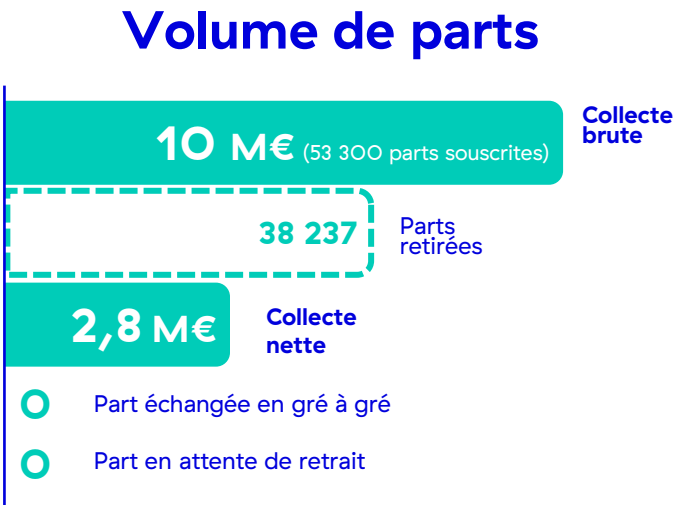 Volume de parts
10 M€ (53 300 parts souscrites)
Collecte
brute
38 237
Parts
retirées
2,8 M€
Collecte
nette
0 Part échangée en gré à gré
0 Part en attente de retrait